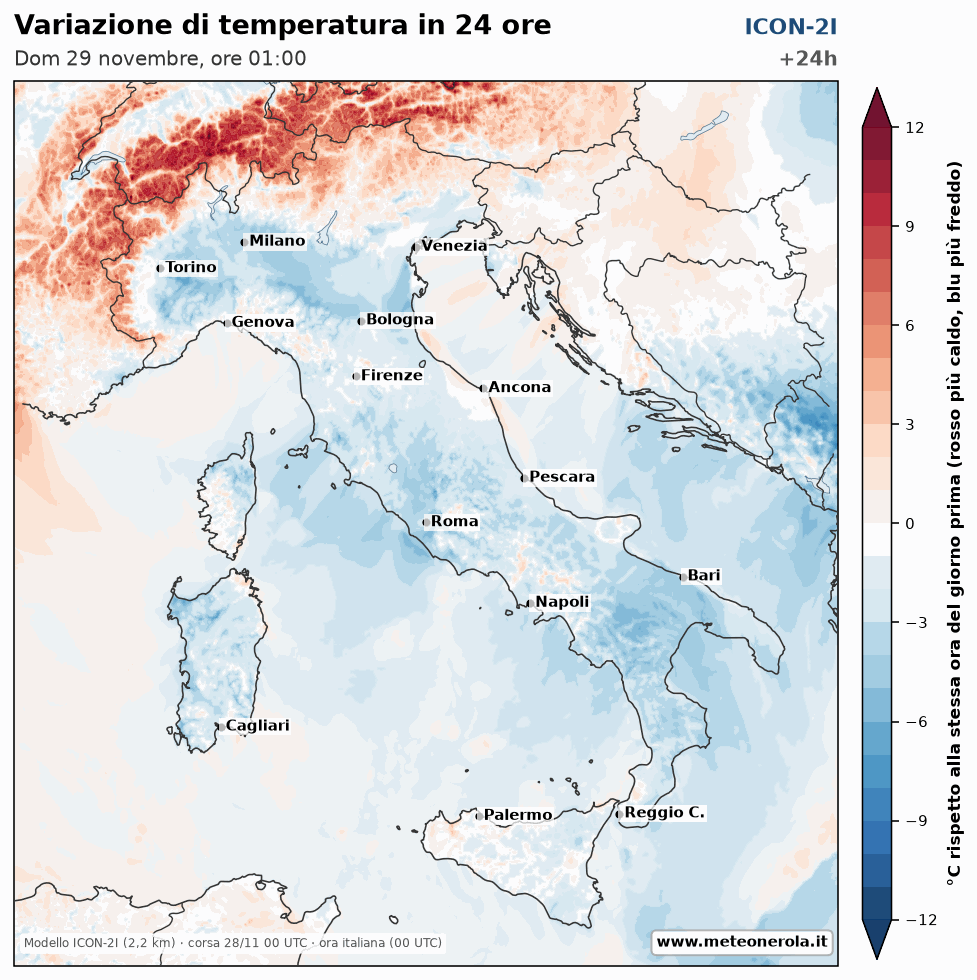 Variazione di temperatura in 24 ore
ICON-2I
Dom 29 novembre, ore 01:00
+24h
Milano
Venezia
Torino
Genova
Bologna
Firenze
Ancona
Pescara
Roma
Bari
Napoli
Cagliari
Palermo
Reggio C.
12
9
6
3
0
−3
−6
−9
−12
°C rispetto alla stessa ora del giorno prima (rosso più caldo, blu più freddo)
Modello ICON-2I (2,2 km) · corsa 28/11 00 UTC · ora italiana (00 UTC)
www.meteonerola.it